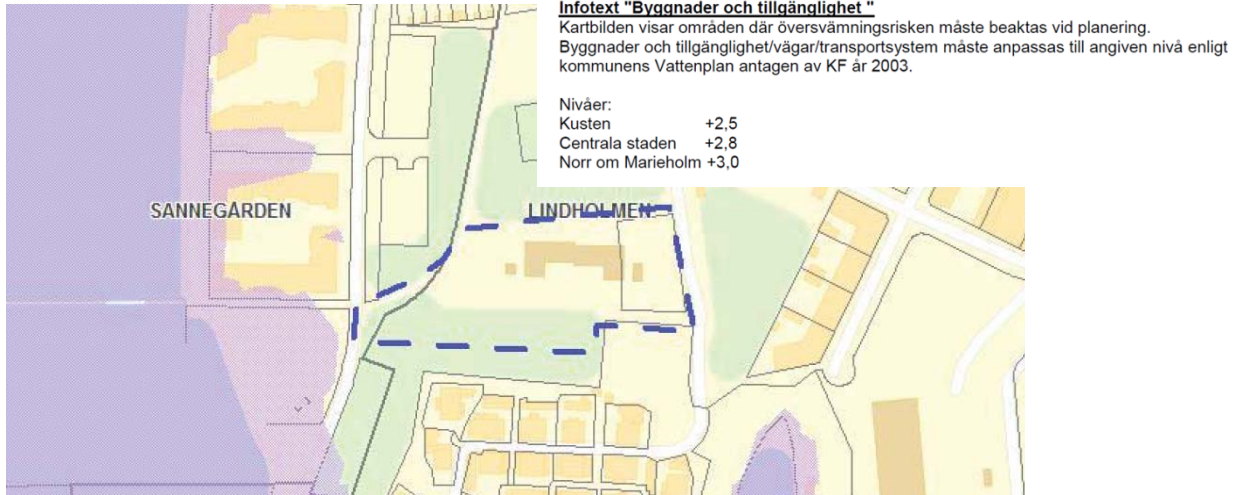 Infotext "Byggnader och tillgänglighet "
Kartbilden visar områden där översvämningsrisken måste beaktas vid planering.
Byggnader och tillgänglighet/vägar/transportsystem måste anpassas till angiven nivå enligt
kommunens Vattenplan antagen av KF år 2003.
Nivåer:
Kusten +2,5
Centrala staden +2,8
Norr om Marieholm +3,0
SANNEGÅRDEN
LINDHOLMEN